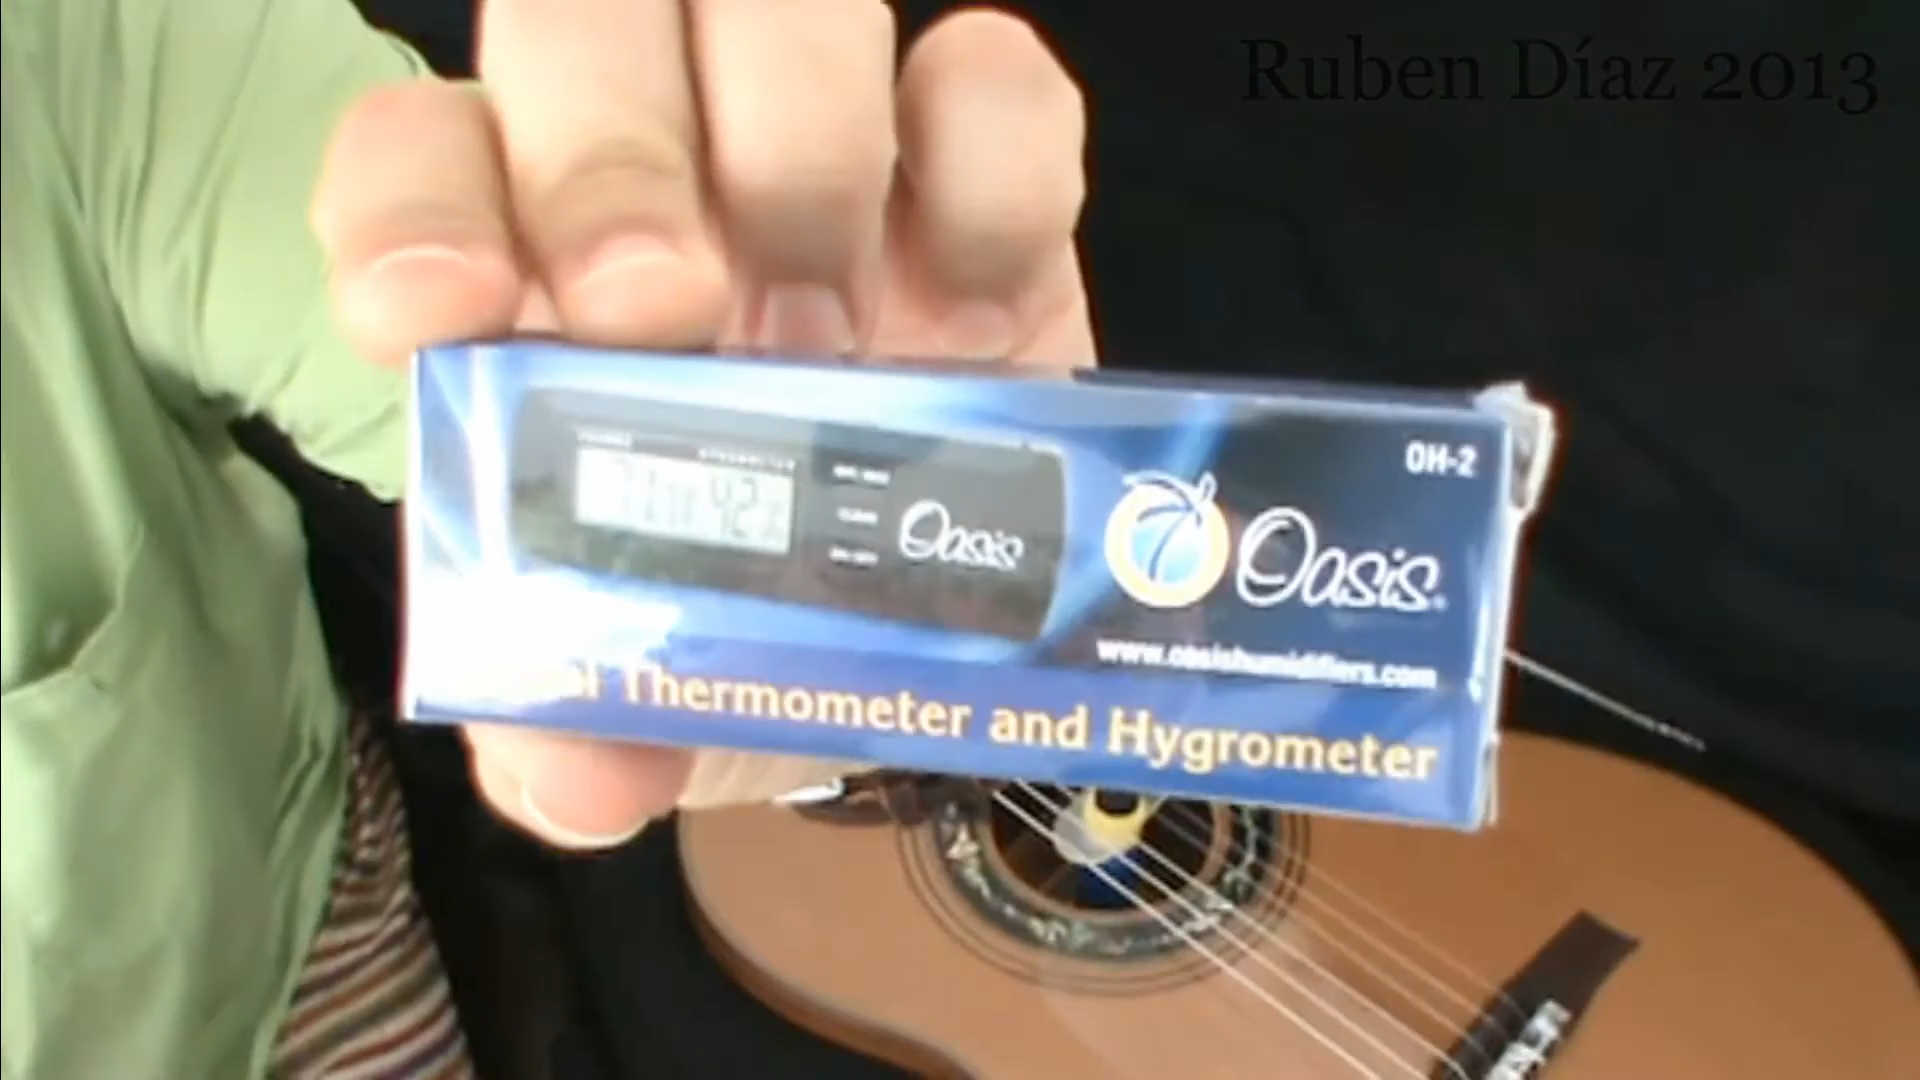 Ruben Díaz 2013
OH-2
Oasis
Oasis
www.oasishumidifiers.com
Thermometer and Hygrometer